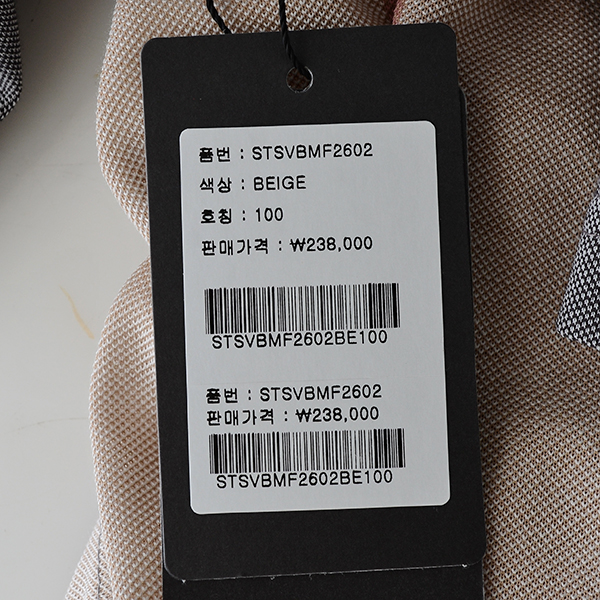 품번 : STSVBMF2602
색상 : BEIGE
호칭 : 100
판매가격 : ₩238,000
STSVBMF2602BE100
품번 : STSVBMF2602
판매가격 : ₩238,000
STSVBMF2602BE100